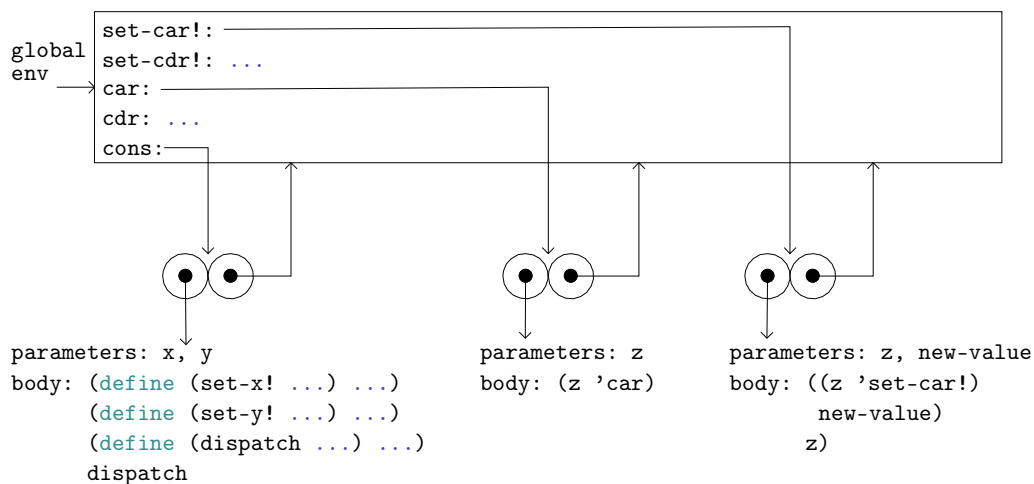 set-car!:
global
env
set-cdr!: ...
car:
cdr: ...
cons:
parameters: x, y
body: (define (set-x! ...) ...)
(define (set-y! ...) ...)
(define (dispatch ...) ...)
dispatch
parameters: z
body: (z 'car)
parameters: z, new-value
body: ((z 'set-car!)
new-value)
z)